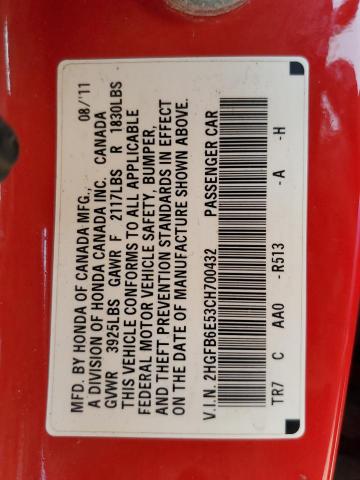 MFD. BY HONDA OF CANADA MFG., 08/'11
A DIVISION OF HONDA CANADA INC. CANADA
GVWR 3925LBS GAWR F 2117LBS R 1830LBS
THIS VEHICLE CONFORMS TO ALL APPLICABLE
FEDERAL MOTOR VEHICLE SAFETY, BUMPER,
AND THEFT PREVENTION STANDARDS IN EFFECT
ON THE DATE OF MANUFACTURE SHOWN ABOVE.
V.I.N. 2HGFB6E53CH700432 PASSENGER CAR
TR7 C AA0 -R513 -A -H